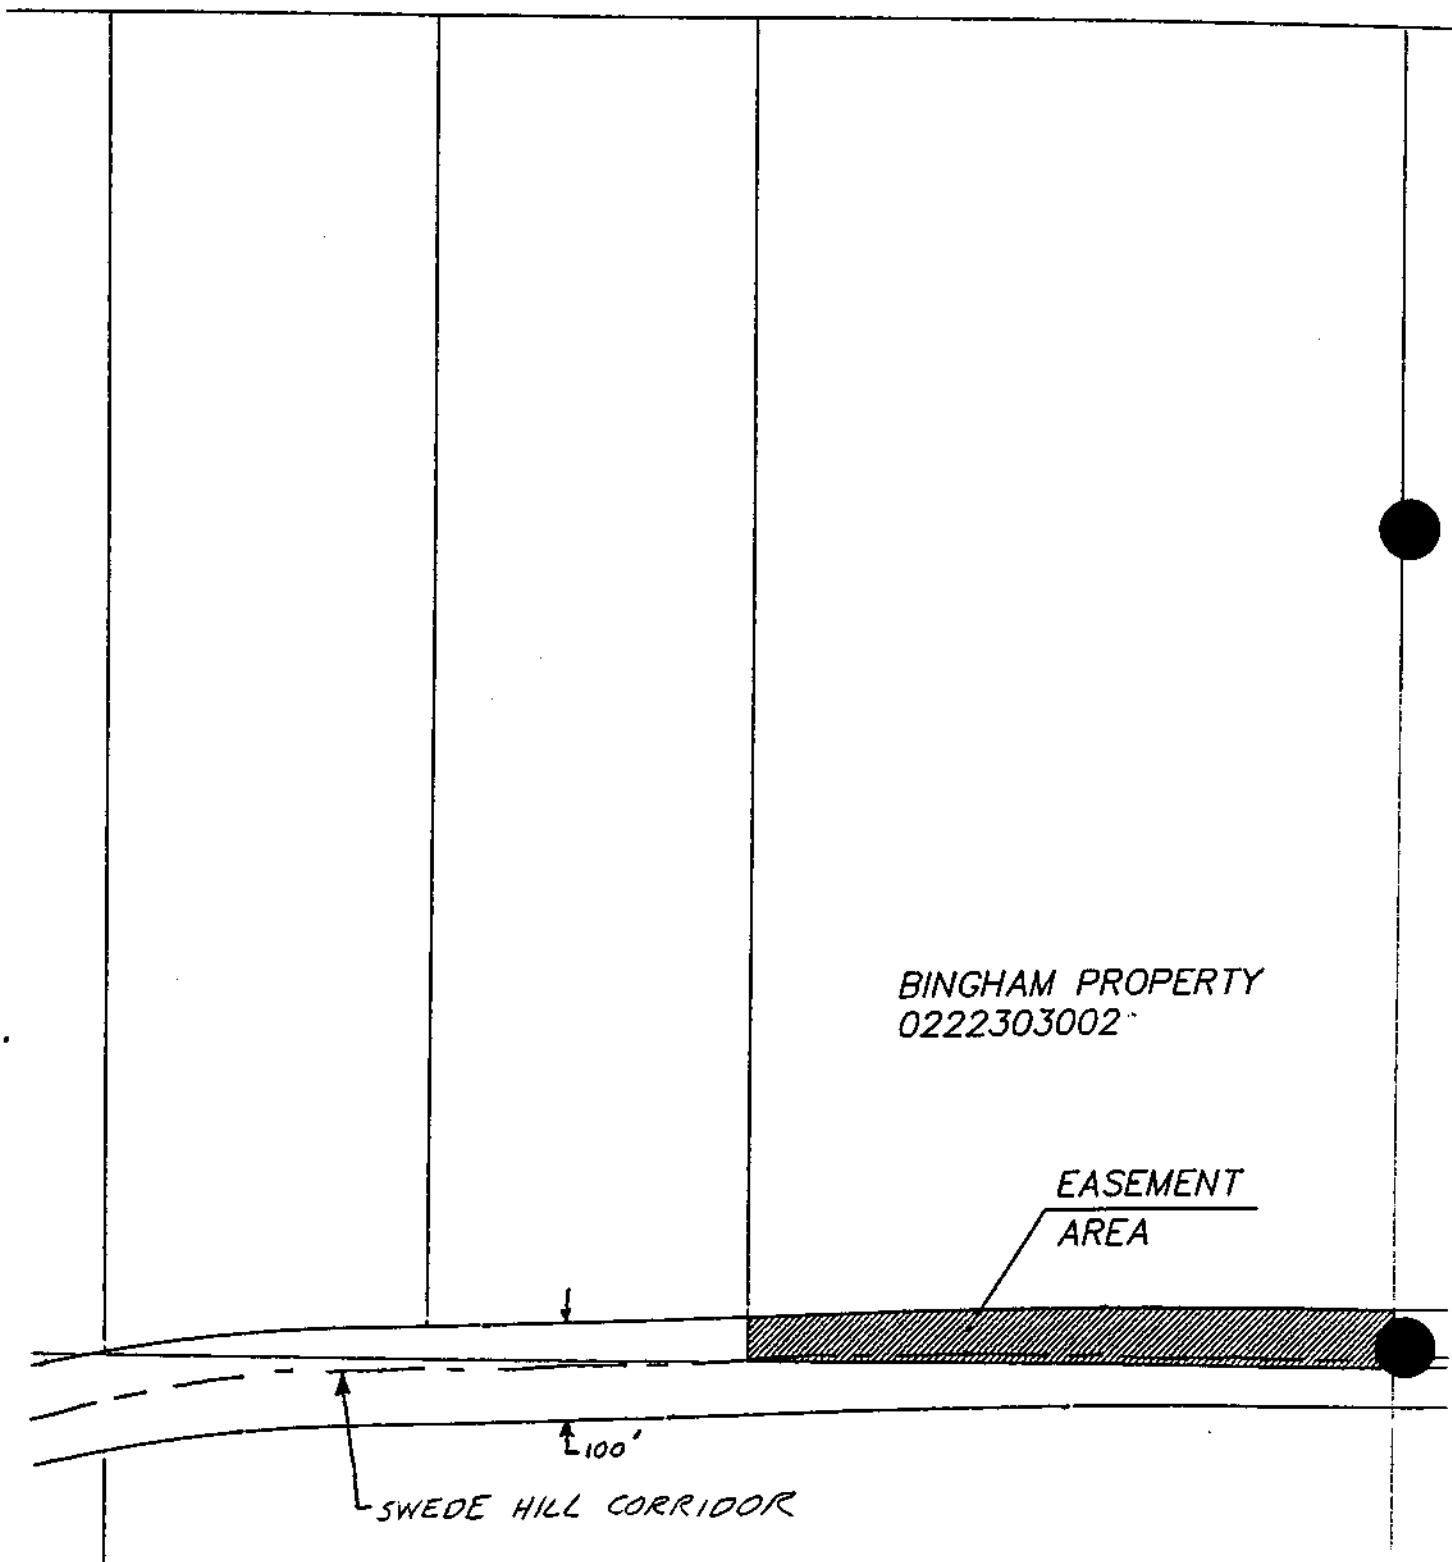 BINGHAM PROPERTY
0222303002
EASEMENT
AREA
100'
SWEDE HILL CORRIDOR